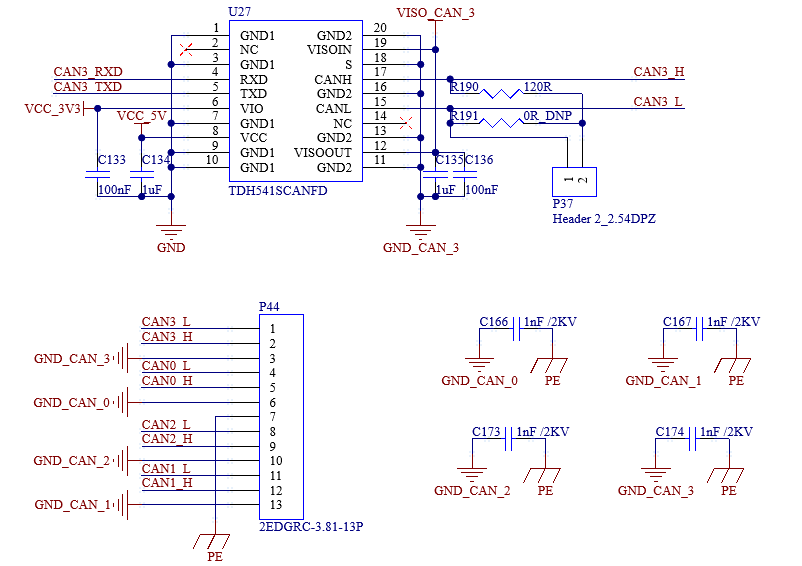 U27
VISO_CAN_3
1 GND1 GND2 20
2 NC VISOIN 19
3 GND1 S 18
CAN3_RXD 4 RXD CANH 17 CAN3_H
CAN3_TXD 5 TXD GND2 16 R190 120R
VCC_3V3 6 VIO CANL 15 CAN3_L
VCC_5V 7 GND1 NC 14 R191 0R_DNP
8 VCC GND2 13
9 GND1 VISOOUT 12
10 GND1 GND2 11
C133 C134 C135 C136
100nF 1uF 1uF 100nF
TDH541SCANFD
1 2
P37
Header 2_2.54DPZ
GND
GND_CAN_3
P44
CAN3_L 1
CAN3_H 2
GND_CAN_3 3
CAN0_L 4
CAN0_H 5
GND_CAN_0 6
7
CAN2_L 8
CAN2_H 9
GND_CAN_2 10
CAN1_L 11
CAN1_H 12
GND_CAN_1 13
2EDGRC-3.81-13P
PE
C166 1nF /2KV
GND_CAN_0 PE
C167 1nF /2KV
GND_CAN_1 PE
C173 1nF /2KV
GND_CAN_2 PE
C174 1nF /2KV
GND_CAN_3 PE